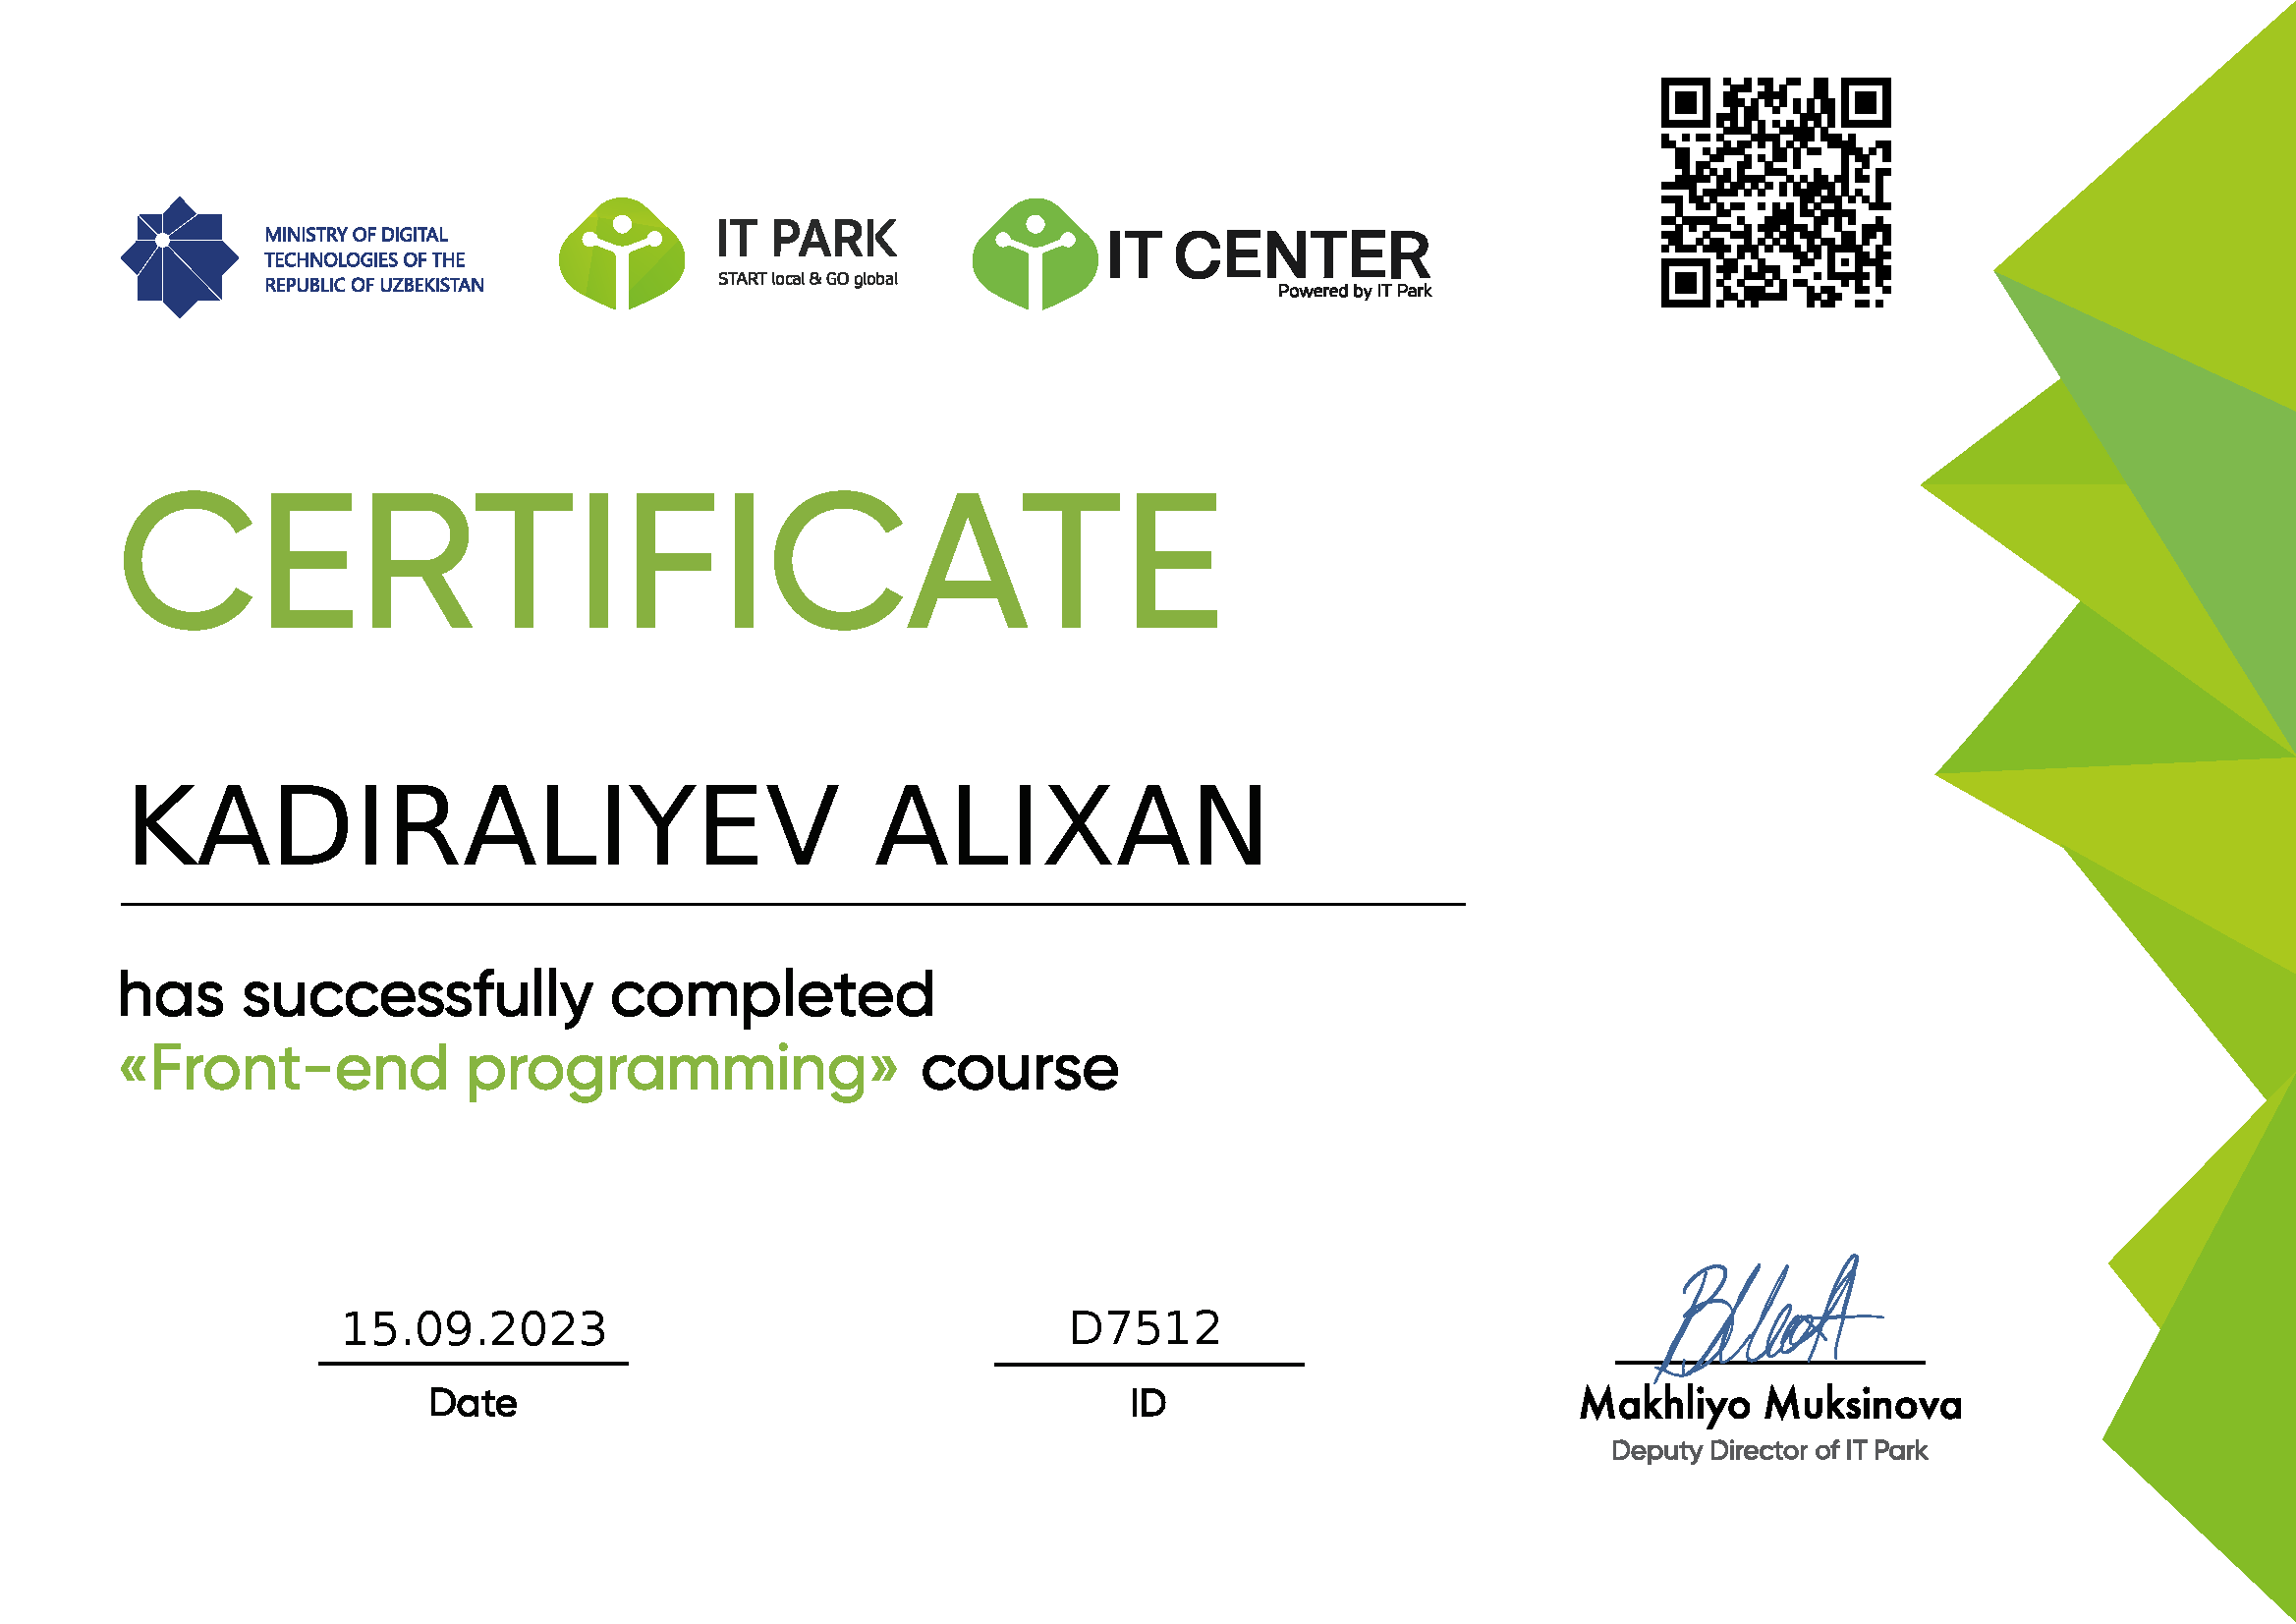 MINISTRY OF DIGITAL
TECHNOLOGIES OF THE
REPUBLIC OF UZBEKISTAN
IT PARK
START local & GO global
IT CENTER
Powered by IT Park
CERTIFICATE
KADIRALIYEV ALIXAN
has successfully completed
«Front-end programming» course
15.09.2023
Date
D7512
ID
Makhliyo Muksinova
Deputy Director of IT Park